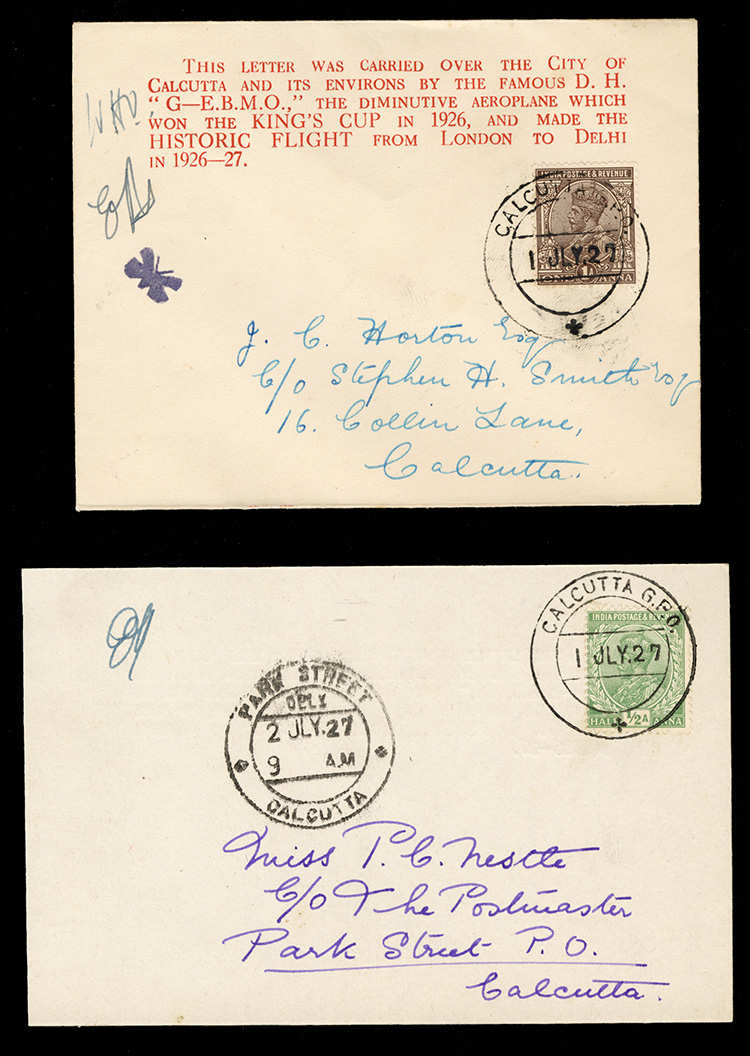 THIS LETTER WAS CARRIED OVER THE CITY OF
CALCUTTA AND ITS ENVIRONS BY THE FAMOUS D. H.
"G—E.B.M.O.," THE DIMINUTIVE AEROPLANE WHICH
WON THE KING'S CUP IN 1926, AND MADE THE
HISTORIC FLIGHT FROM LONDON TO DELHI
IN 1926—27.
INDIA POSTAGE & REVENUE
CALCUTTA G.P.O.
1 JLY.27
ANNA
J. C. Horton Esq
C/o Stephen H. Smith Esq
16. Collin Lane,
Calcutta.
CALCUTTA G.P.O.
INDIA POSTAGE & REVENUE
1 JLY.27
HALF 1/2A ANNA
PARK STREET
DELY
2 JLY.27
9 A.M
CALCUTTA
Miss P. C.
C/o The Postmaster
Park Street P.O.
Calcutta.